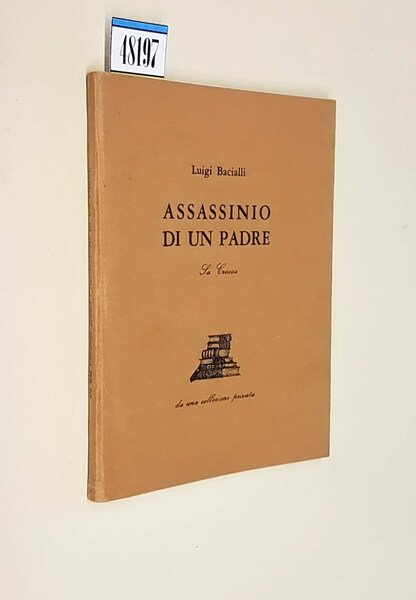 48197
Luigi Bacialli
ASSASSINIO
DI UN PADRE
La Crusca
da una collezione privata